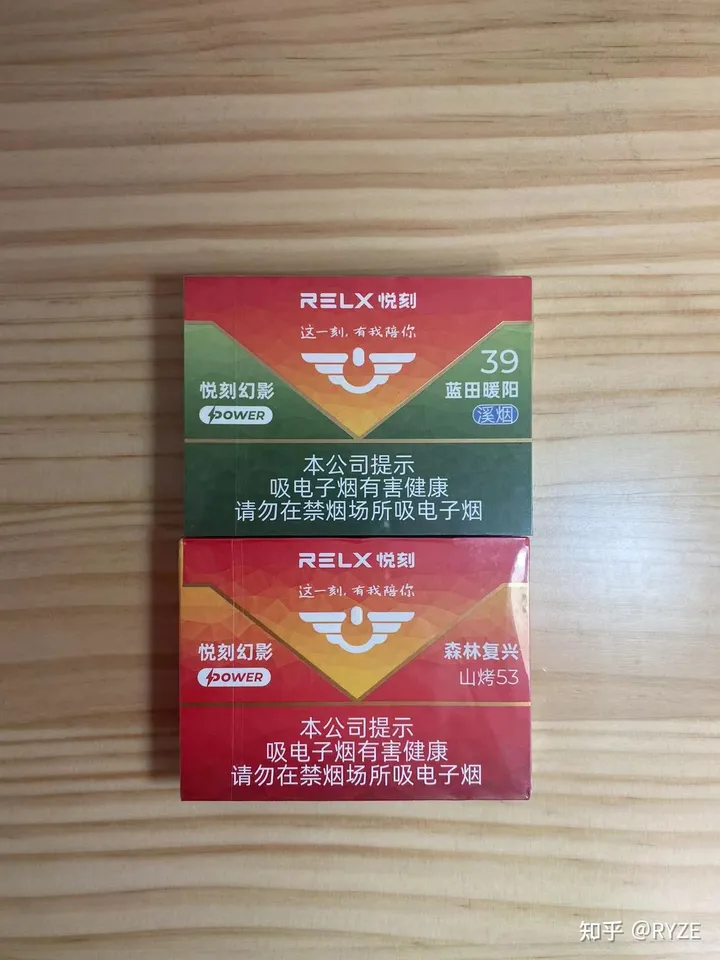 RELX 悦刻
这一刻,有我陪你
39
悦刻幻影 蓝田暖阳
POWER 溪烟
本公司提示
吸电子烟有害健康
请勿在禁烟场所吸电子烟
RELX 悦刻
这一刻,有我陪你
悦刻幻影 森林复兴
POWER 山烤53
本公司提示
吸电子烟有害健康
请勿在禁烟场所吸电子烟
知乎 @RYZE